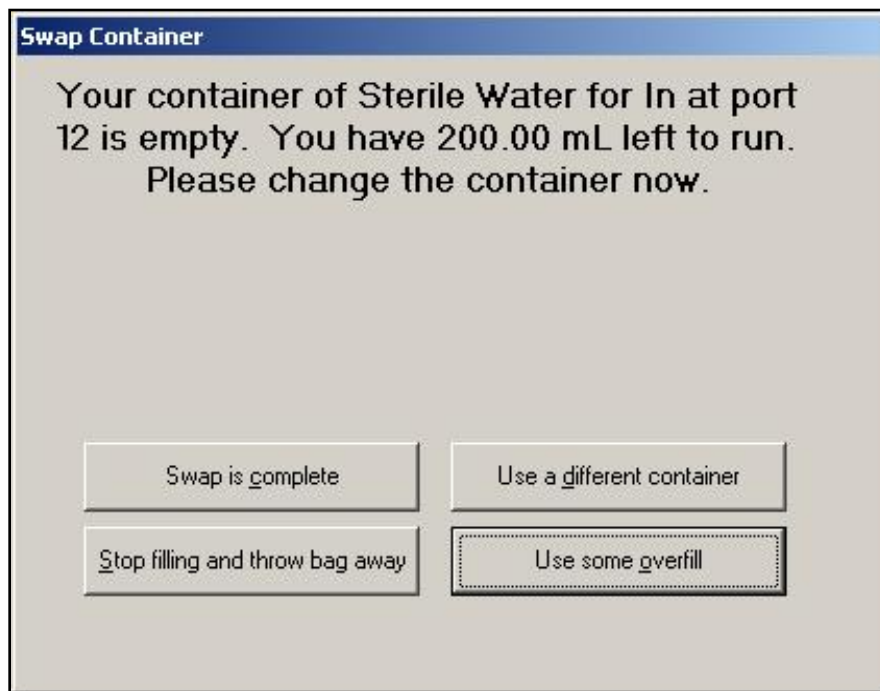 Swap Container
Your container of Sterile Water for In at port
12 is empty.  You have 200.00 mL left to run.
Please change the container now.
Swap is complete
Use a different container
Stop filling and throw bag away
Use some overfill